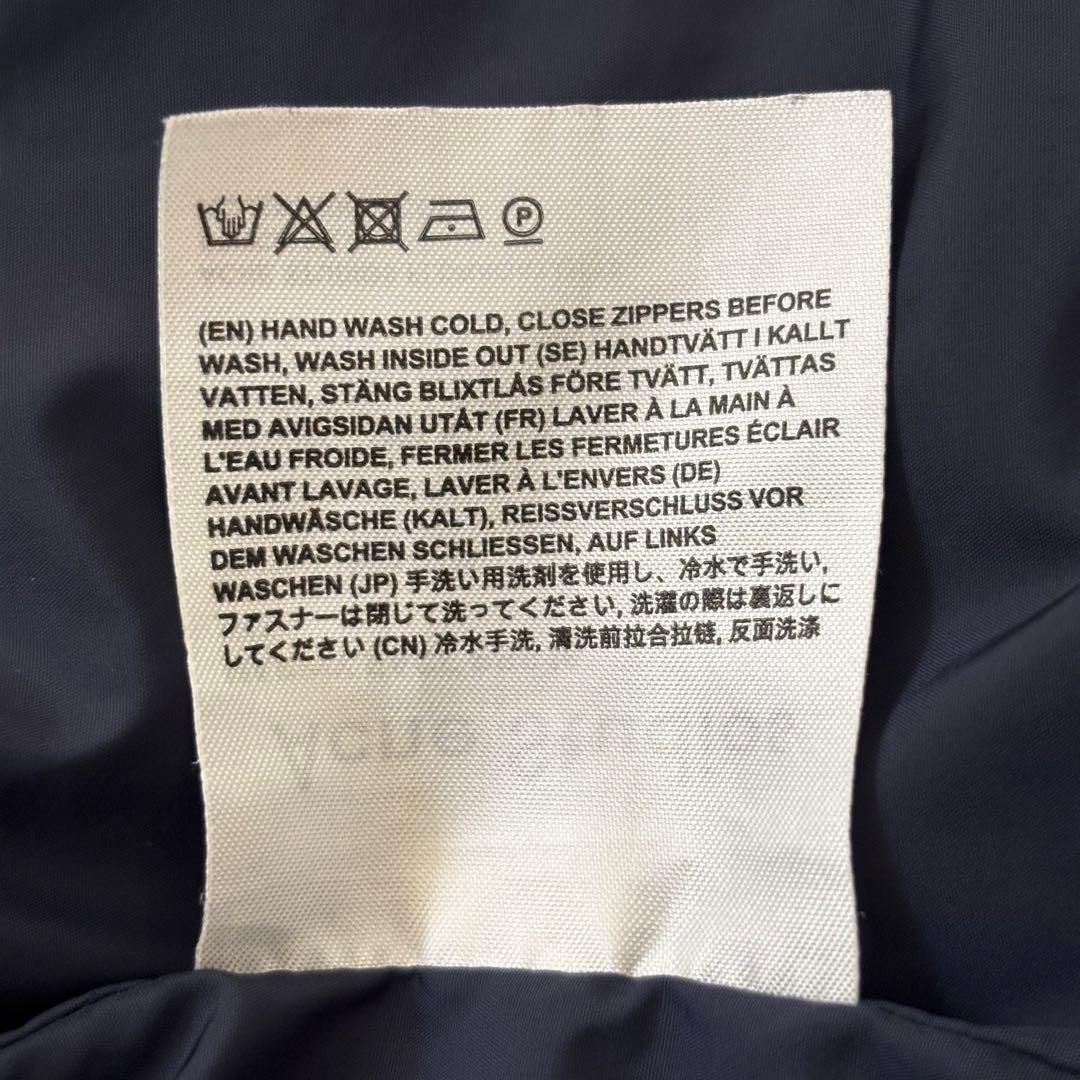 P
(EN) HAND WASH COLD, CLOSE ZIPPERS BEFORE
WASH, WASH INSIDE OUT (SE) HANDTVÄTT I KALLT
VATTEN, STÄNG BLIXTLÅS FÖRE TVÄTT, TVÄTTAS
MED AVIGSIDAN UTÅT (FR) LAVER À LA MAIN À
L'EAU FROIDE, FERMER LES FERMETURES ÉCLAIR
AVANT LAVAGE, LAVER À L'ENVERS (DE)
HANDWÄSCHE (KALT), REISSVERSCHLUSS VOR
DEM WASCHEN SCHLIESSEN, AUF LINKS
WASCHEN (JP) 手洗い用洗剤を使用し、冷水で手洗い,
ファスナーは閉じて洗ってください, 洗濯の際は裏返しに
してください (CN) 冷水手洗, 清洗前拉合拉链, 反面洗涤